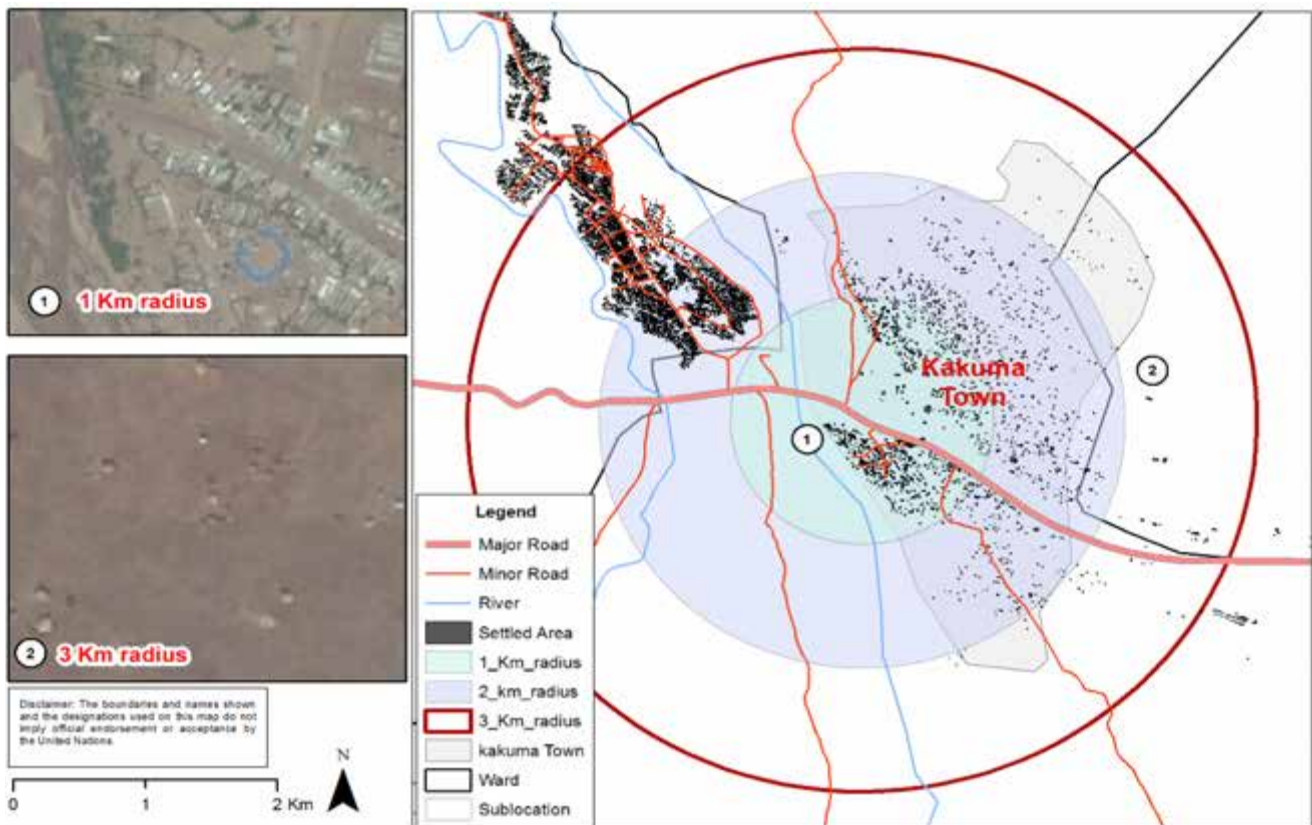 1
1 Km radius
2
3 Km radius
Disclaimer: The boundaries and names shown
and the designations used on this map do not
imply official endorsement or acceptance by
the United Nations.
0 1 2 Km
N
Kakuma
Town
1
2
Legend
Major Road
Minor Road
River
Settled Area
1_Km_radius
2_km_radius
3_Km_radius
kakuma Town
Ward
Sublocation